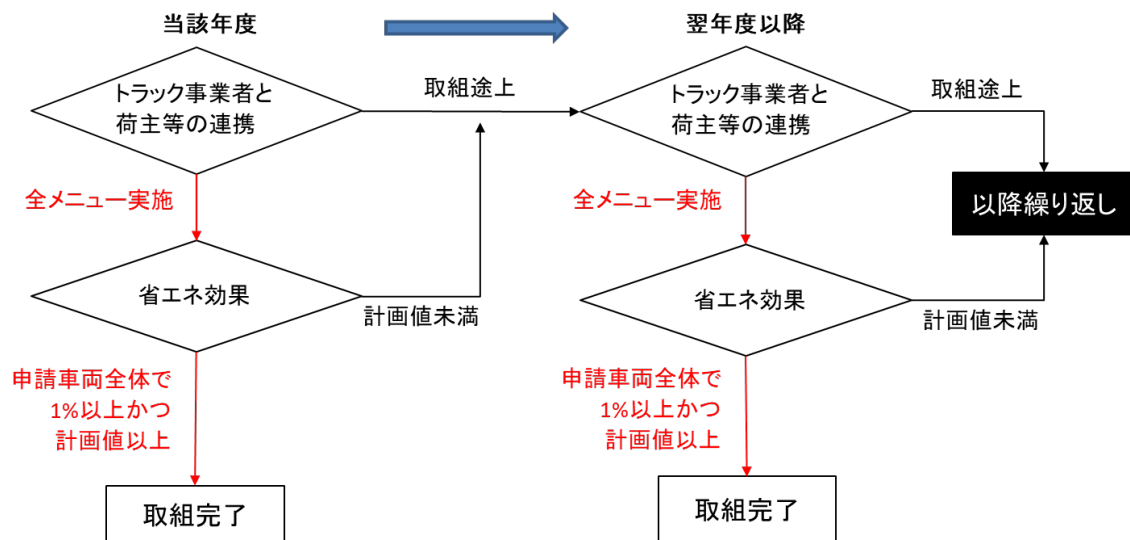 当該年度
トラック事業者と
荷主等の連携
取組途上
全メニュー実施
省エネ効果
計画値未満
申請車両全体で
1%以上かつ
計画値以上
取組完了
翌年度以降
トラック事業者と
荷主等の連携
取組途上
以降繰り返し
全メニュー実施
省エネ効果
計画値未満
申請車両全体で
1%以上かつ
計画値以上
取組完了